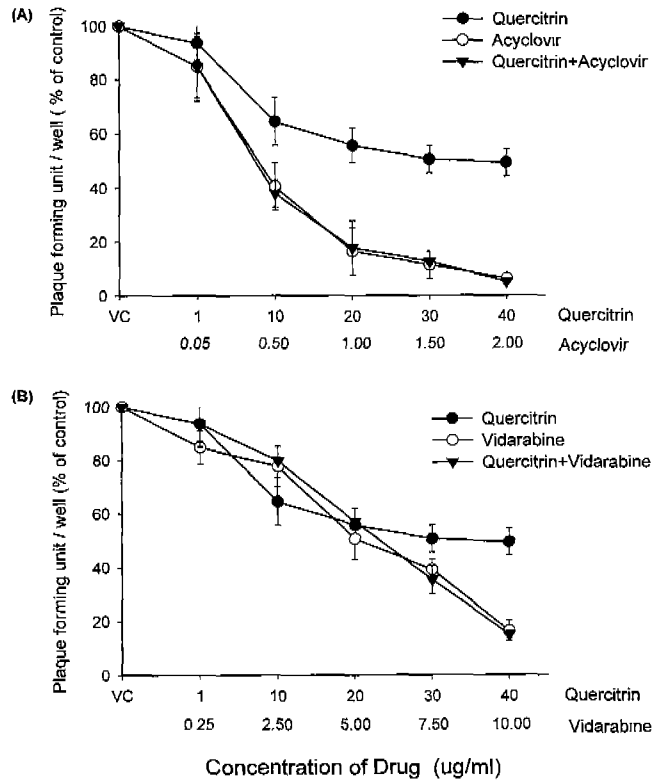 (A)
Quercitrin
Acyclovir
Quercitrin+Acyclovir
Plaque forming unit / well ( % of control)
100
80
60
40
20
0
VC 1 10 20 30 40 Quercitrin
0.05 0.50 1.00 1.50 2.00 Acyclovir
(B)
Quercitrin
Vidarabine
Quercitrin+Vidarabine
Plaque forming unit / well (% of control)
100
80
60
40
20
0
VC 1 10 20 30 40 Quercitrin
0.25 2.50 5.00 7.50 10.00 Vidarabine
Concentration of Drug (ug/ml)